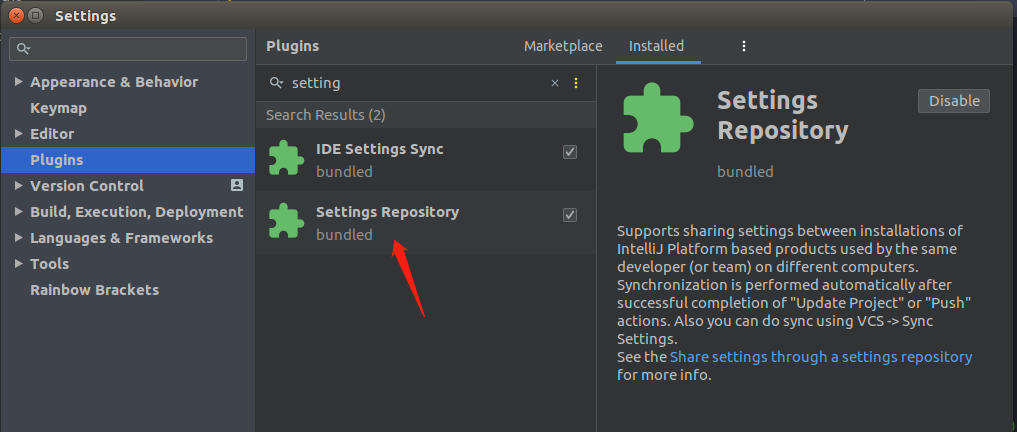 Settings
Appearance & Behavior
Keymap
Editor
Plugins
Version Control
Build, Execution, Deployment
Languages & Frameworks
Tools
Rainbow Brackets
Plugins
Marketplace
Installed
setting
Search Results (2)
IDE Settings Sync
bundled
Settings Repository
bundled
Settings
Repository
Disable
bundled
Supports sharing settings between installations of
IntelliJ Platform based products used by the same
developer (or team) on different computers.
Synchronization is performed automatically after
successful completion of "Update Project" or "Push"
actions. Also you can do sync using VCS -> Sync
Settings.
See the Share settings through a settings repository
for more info.